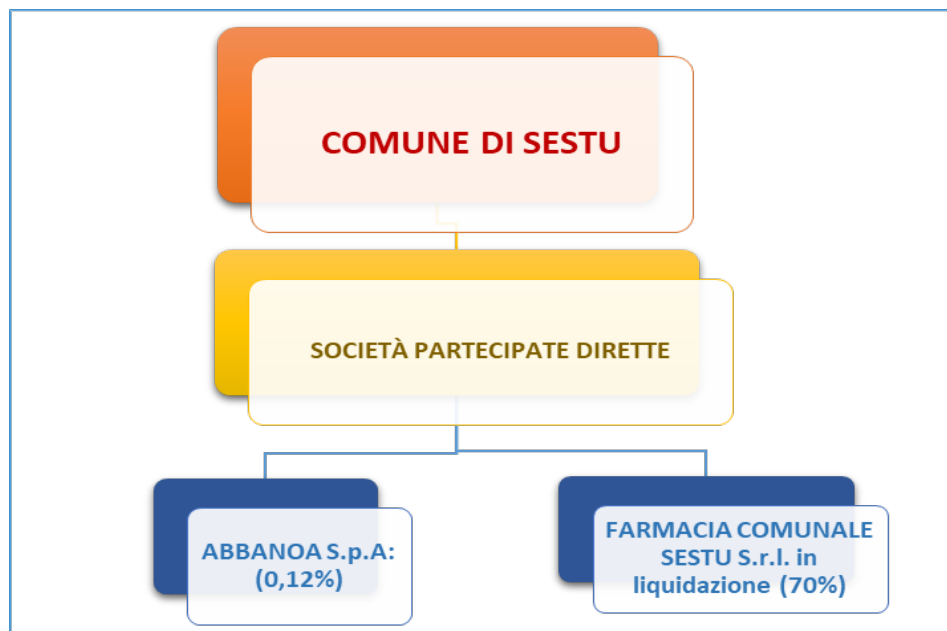 COMUNE DI SESTU
SOCIETÀ PARTECIPATE DIRETTE
ABBANOA S.p.A:
(0,12%)
FARMACIA COMUNALE
SESTU S.r.l. in
liquidazione (70%)